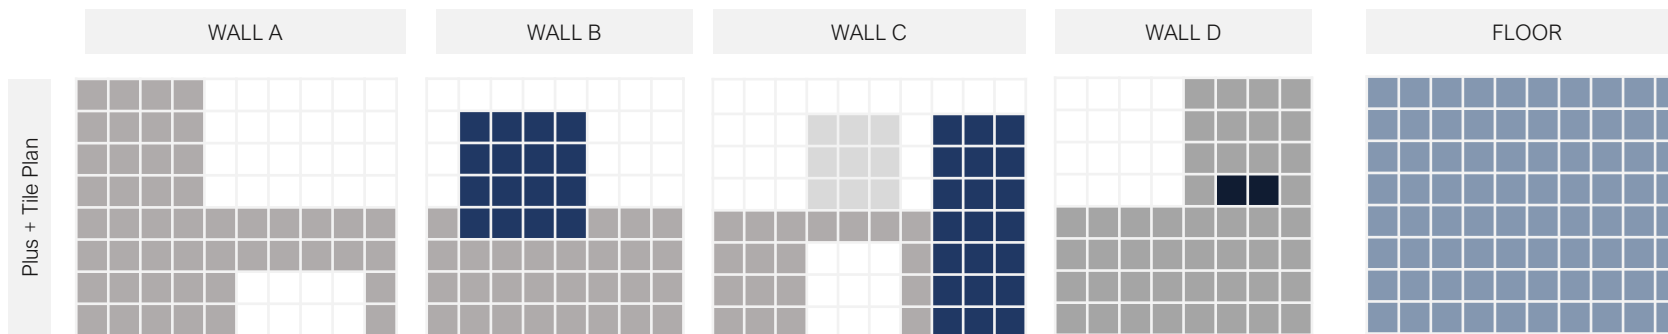 WALL A
WALL B
WALL C
WALL D
FLOOR
Plus + Tile Plan